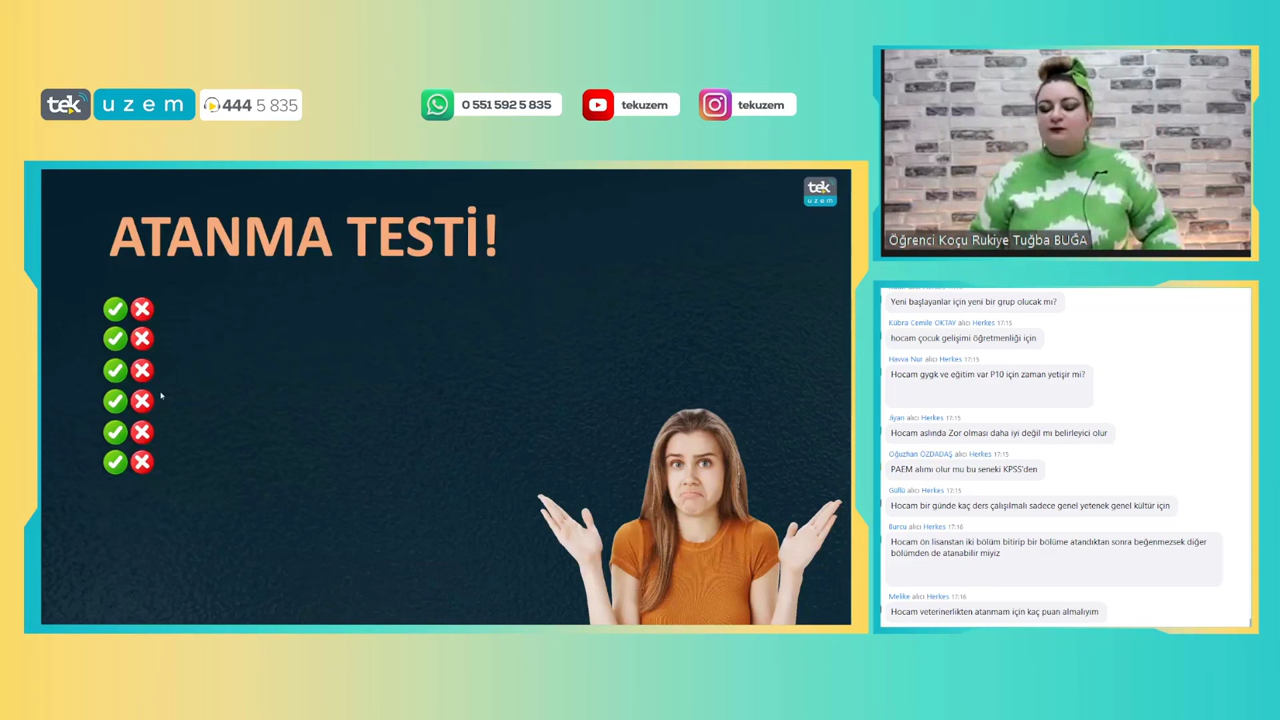 tek uzem 444 5 835
0 551 592 5 835
tekuzem
tekuzem
tek
uzem
ATANMA TESTİ!
Öğrenci Koçu Rukiye Tuğba BUĞA
Yeni başlayanlar için yeni bir grup olucak mı?
Kübra Cemile OKTAY alıcı Herkes 17:15
hocam çocuk gelişimi öğretmenliği için
Havva Nur alıcı Herkes 17:15
Hocam gygk ve eğitim var P10 için zaman yetişir mi?
Jiyan alıcı Herkes 17:15
Hocam aslında Zor olması daha iyi değil mı belirleyici olur
Oğuzhan ÖZDADAŞ alıcı Herkes 17:15
PAEM alımı olur mu bu seneki KPSS'den
Güllü alıcı Herkes 17:15
Hocam bir günde kaç ders çalışılmalı sadece genel yetenek genel kültür için
Burcu alıcı Herkes 17:16
Hocam ön lisanstan iki bölüm bitirip bir bölüme atandıktan sonra beğenmezsek diğer
bölümden de atanabilir miyiz
Melike alıcı Herkes 17:16
Hocam veterinerlikten atanmam için kaç puan almalıyım